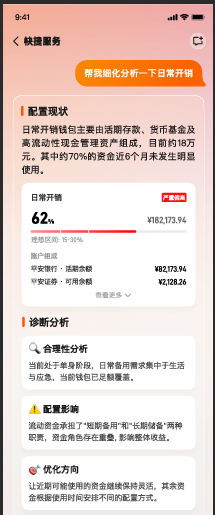 9:41
快捷服务
帮我细化分析一下日常开销
配置现状
日常开销钱包主要由活期存款、货币基金及
高流动性现金管理资产组成，目前约18万
元。其中约70%的资金近6个月未发生明显
使用。
日常开销
严重偏高
62%
¥182,173.94
理想区间: 15-30%
账户组成
平安银行 · 活期余额
¥82,173.94
平安证券 · 可用余额
¥2,128.26
查看更多
诊断分析
合理性分析
当前处于单身阶段，日常备用需求集中于生活
与应急，当前钱包已足额覆盖。
配置影响
流动资金承担了“短期备用”和“长期储备”两种
职责，资金角色存在重叠, 影响整体收益。
优化方向
让近期可能使用的资金继续保持灵活，其余资
金根据使用时间安排不同的配置方式。